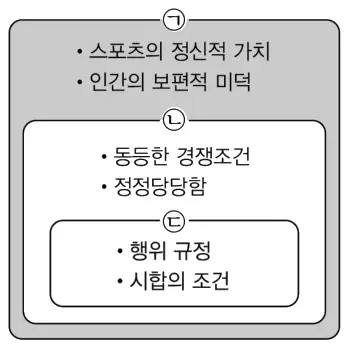 ㉠
• 스포츠의 정신적 가치
• 인간의 보편적 미덕
㉡
• 동등한 경쟁조건
• 정정당당함
㉢
• 행위 규정
• 시합의 조건